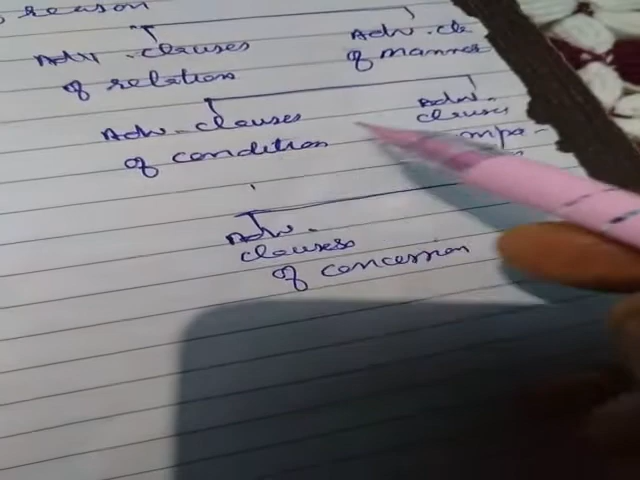 reason
Adv. clauses
of relation
Adv. cl
of manner
Adv. clauses
of condition
Adv.
clauses
mpa-
Adv.
clauses
of concession